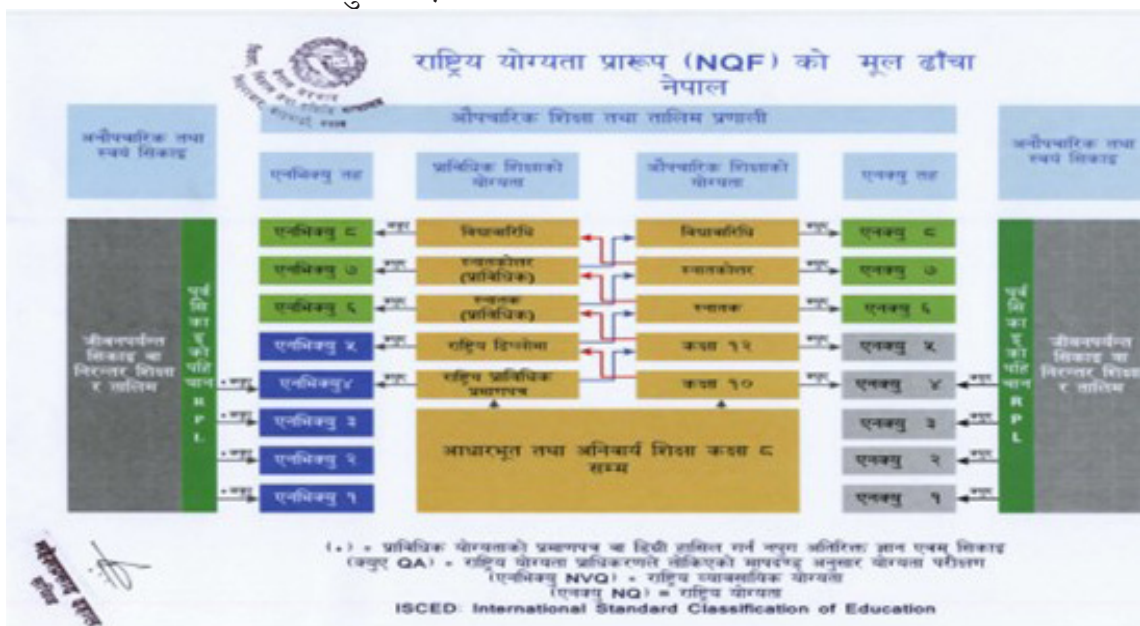 राष्ट्रिय योग्यता प्रारूप (NQF) को मूल ढाँचा
नेपाल
औपचारिक शिक्षा तथा तालिम प्रणाली
अनौपचारिक तथा
स्वयं सिकाइ
एनभिक्यु तह
प्राविधिक शिक्षाको
योग्यता
औपचारिक शिक्षाको
योग्यता
एनक्यु तह
अनौपचारिक तथा
स्वयं सिकाइ
एनभिक्यु ८
क्यूए
विद्यावारिधि
विद्यावारिधि
क्यूए
एनक्यु ८
एनभिक्यु ७
क्यूए
स्नातकोत्तर
(प्राविधिक)
स्नातकोत्तर
क्यूए
एनक्यु ७
एनभिक्यु ६
क्यूए
स्नातक
(प्राविधिक)
स्नातक
क्यूए
एनक्यु ६
एनभिक्यु ५
राष्ट्रिय डिप्लोमा
कक्षा १२
एनक्यु ५
एनभिक्यु४
राष्ट्रिय प्राविधिक
प्रमाणपत्र
कक्षा १०
एनक्यु ४
एनभिक्यु ३
एनक्यु ३
एनभिक्यु २
एनक्यु २
एनभिक्यु १
एनक्यु १
आधारभूत तथा अनिवार्य शिक्षा कक्षा ८
सम्म
जीवनपर्यन्त
सिकाइ वा
निरन्तर शिक्षा
र तालिम
पूर्व सिकाइको पहिचान RPL
पूर्व सिकाइको पहिचान RPL
जीवनपर्यन्त
सिकाइ वा
निरन्तर शिक्षा
र तालिम
(+) = प्राविधिक योग्यताको प्रमाणपत्र वा डिग्री हासिल गर्न नपुग अतिरिक्त ज्ञान एवम् सिकाइ
(क्यूए QA) = राष्ट्रिय योग्यता प्राधिकरणले तोकिएको मापदण्ड अनुसार योग्यता परीक्षण
(एनभिक्यु NVQ) = राष्ट्रिय व्यावसायिक योग्यता
(एनक्यु NQ) = राष्ट्रिय योग्यता
ISCED: International Standard Classification of Education
सचिव